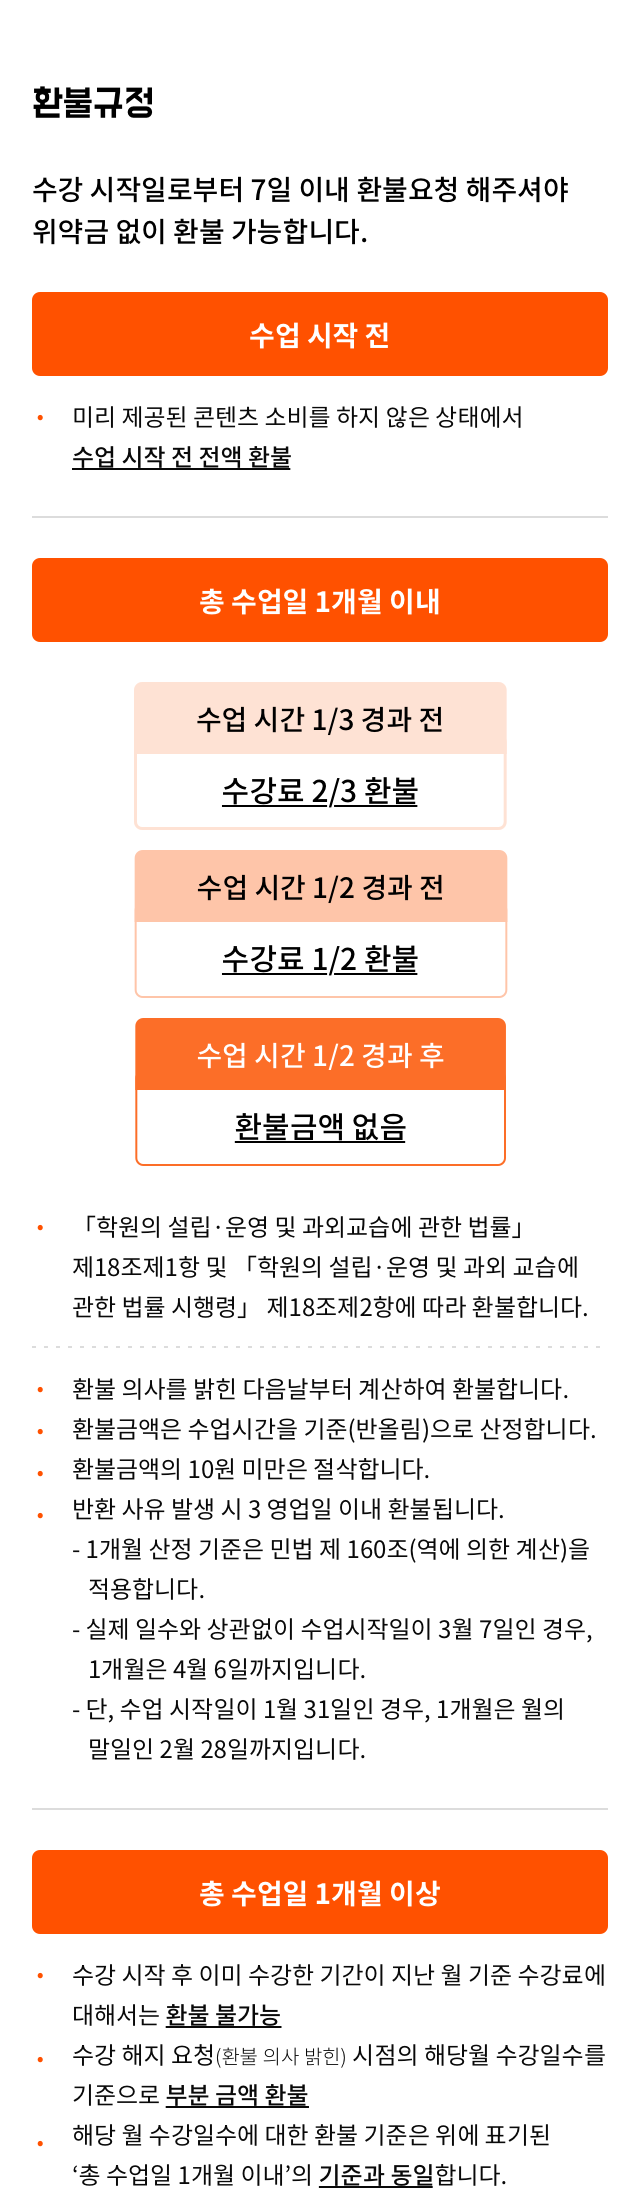 환불규정
수강 시작일로부터 7일 이내 환불요청 해주셔야
위약금 없이 환불 가능합니다.
수업 시작 전
• 미리 제공된 콘텐츠 소비를 하지 않은 상태에서
수업 시작 전 전액 환불
총 수업일 1개월 이내
수업 시간 1/3 경과 전
수강료 2/3 환불
수업 시간 1/2 경과 전
수강료 1/2 환불
수업 시간 1/2 경과 후
환불금액 없음
• 「학원의 설립·운영 및 과외교습에 관한 법률」
제18조제1항 및 「학원의 설립·운영 및 과외 교습에
관한 법률 시행령」 제18조제2항에 따라 환불합니다.
• 환불 의사를 밝힌 다음날부터 계산하여 환불합니다.
• 환불금액은 수업시간을 기준(반올림)으로 산정합니다.
• 환불금액의 10원 미만은 절삭합니다.
• 반환 사유 발생 시 3 영업일 이내 환불됩니다.
- 1개월 산정 기준은 민법 제 160조(역에 의한 계산)을
적용합니다.
- 실제 일수와 상관없이 수업시작일이 3월 7일인 경우,
1개월은 4월 6일까지입니다.
- 단, 수업 시작일이 1월 31일인 경우, 1개월은 월의
말일인 2월 28일까지입니다.
총 수업일 1개월 이상
• 수강 시작 후 이미 수강한 기간이 지난 월 기준 수강료에
대해서는 환불 불가능
• 수강 해지 요청(환불 의사 밝힌) 시점의 해당월 수강일수를
기준으로 부분 금액 환불
• 해당 월 수강일수에 대한 환불 기준은 위에 표기된
‘총 수업일 1개월 이내’의 기준과 동일합니다.